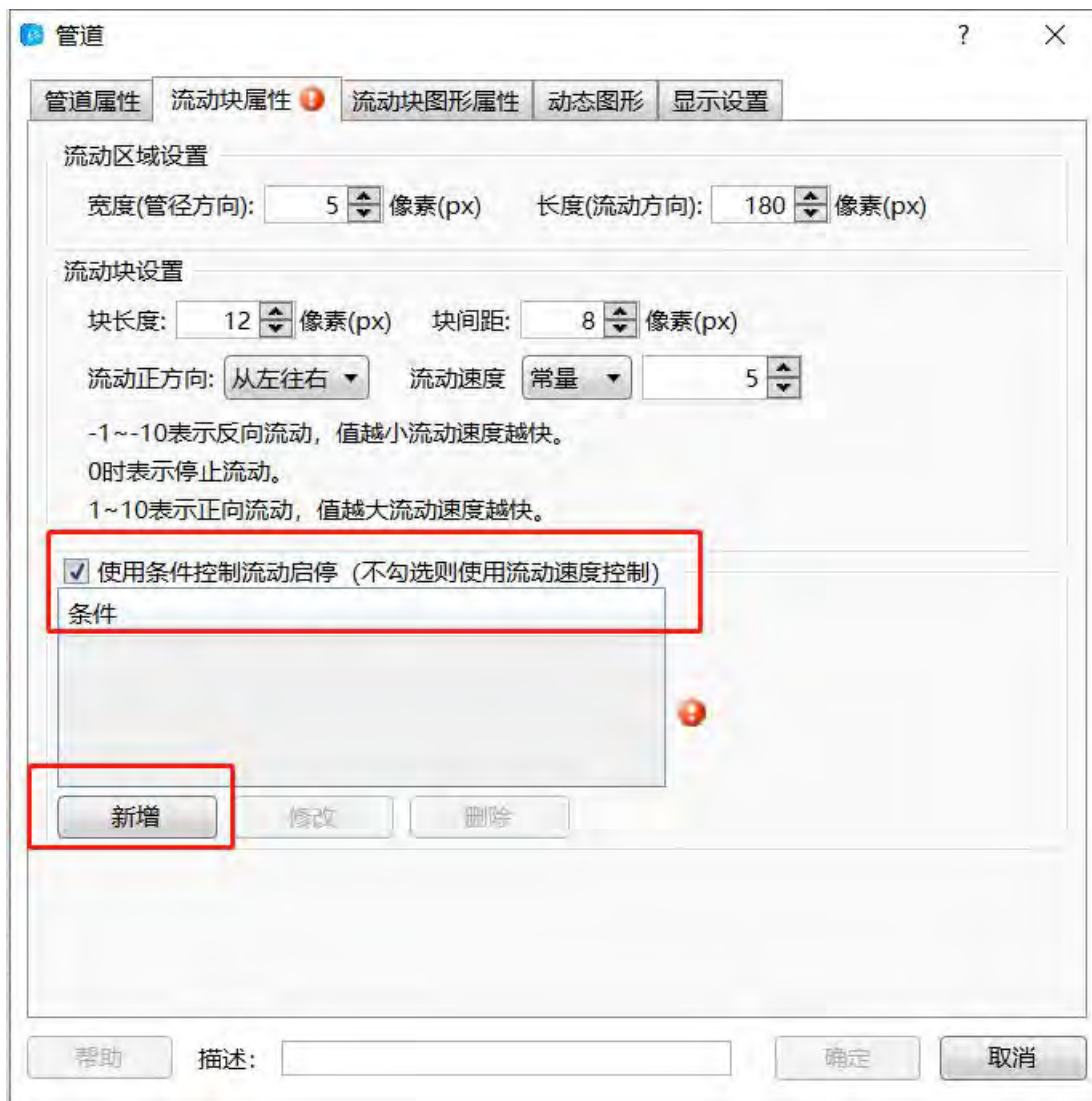 管道
管道属性 流动块属性 流动块图形属性 动态图形 显示设置
流动区域设置
宽度(管径方向): 5 像素(px) 长度(流动方向): 180 像素(px)
流动块设置
块长度: 12 像素(px) 块间距: 8 像素(px)
流动正方向: 从左往右 流动速度 常量 5
-1~-10表示反向流动，值越小流动速度越快。
0时表示停止流动。
1~10表示正向流动，值越大流动速度越快。
使用条件控制流动启停（不勾选则使用流动速度控制）
条件
新增 修改 删除
帮助 描述: 确定 取消